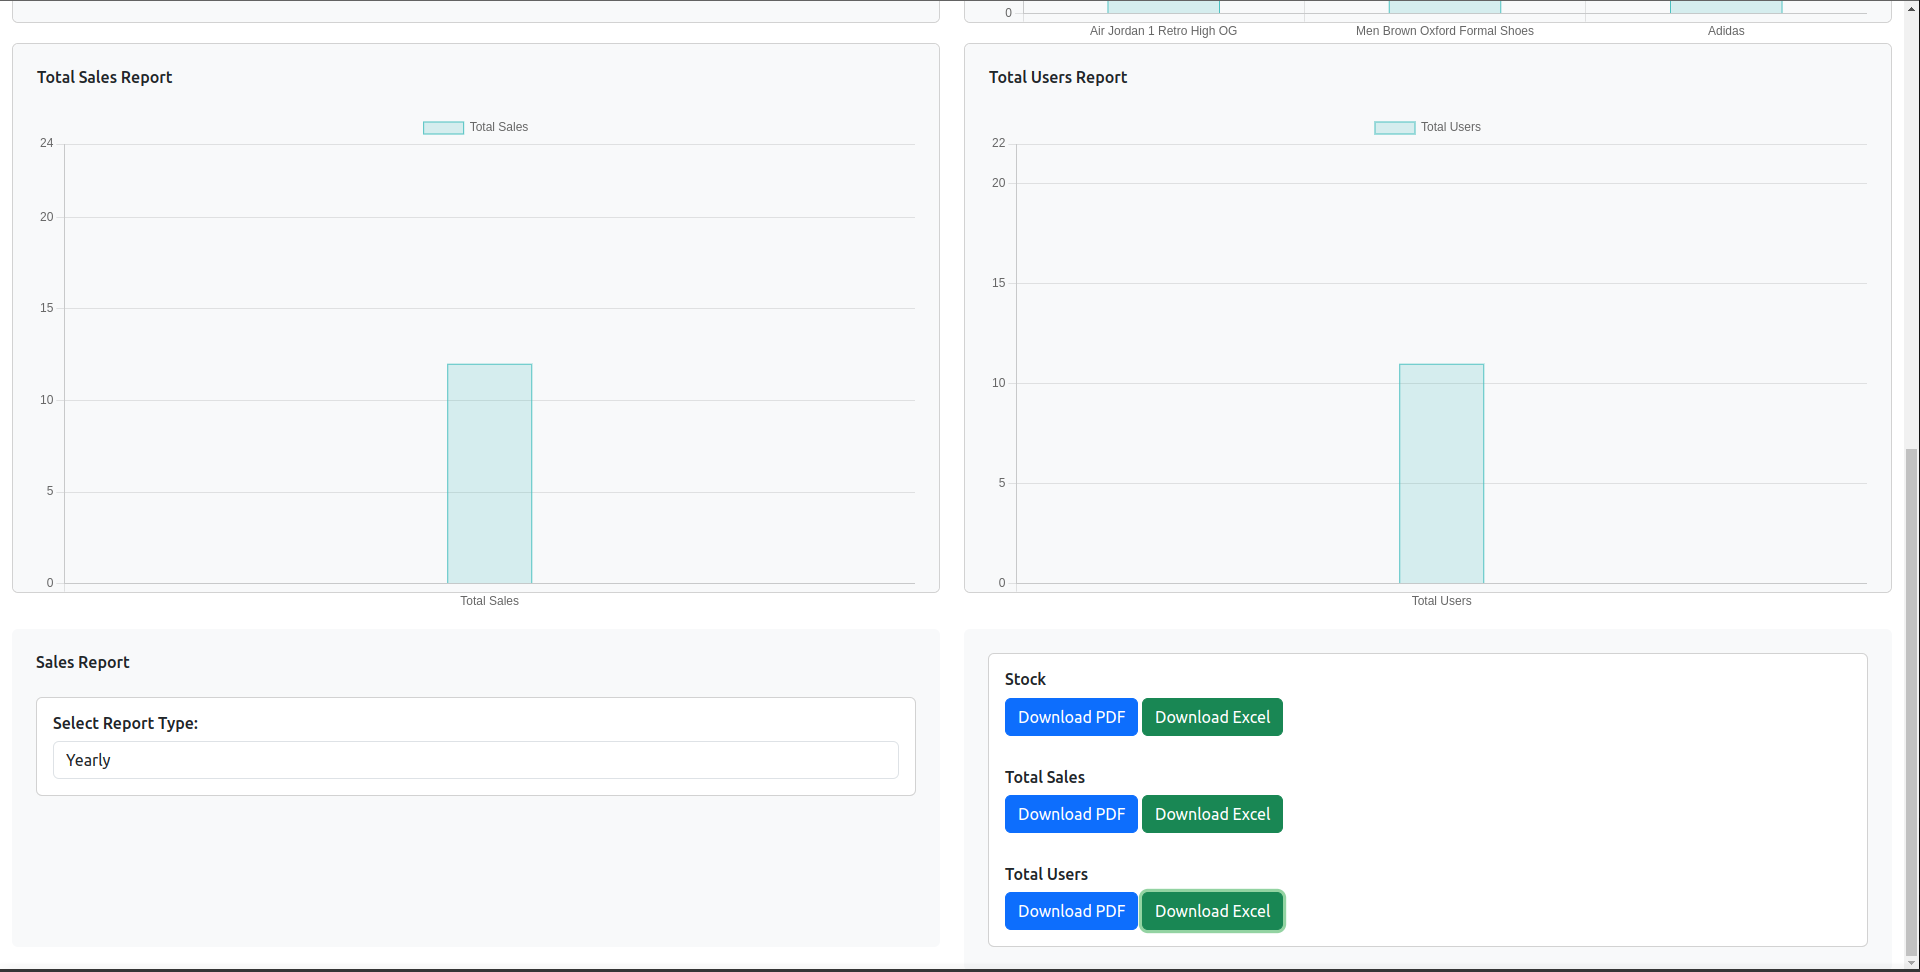 0
Air Jordan 1 Retro High OG
Men Brown Oxford Formal Shoes
Adidas
Total Sales Report
Total Sales
24
20
15
10
5
0
Total Sales
Total Users Report
Total Users
22
20
15
10
5
0
Total Users
Sales Report
Select Report Type:
Yearly
Stock
Download PDF Download Excel
Total Sales
Download PDF Download Excel
Total Users
Download PDF Download Excel